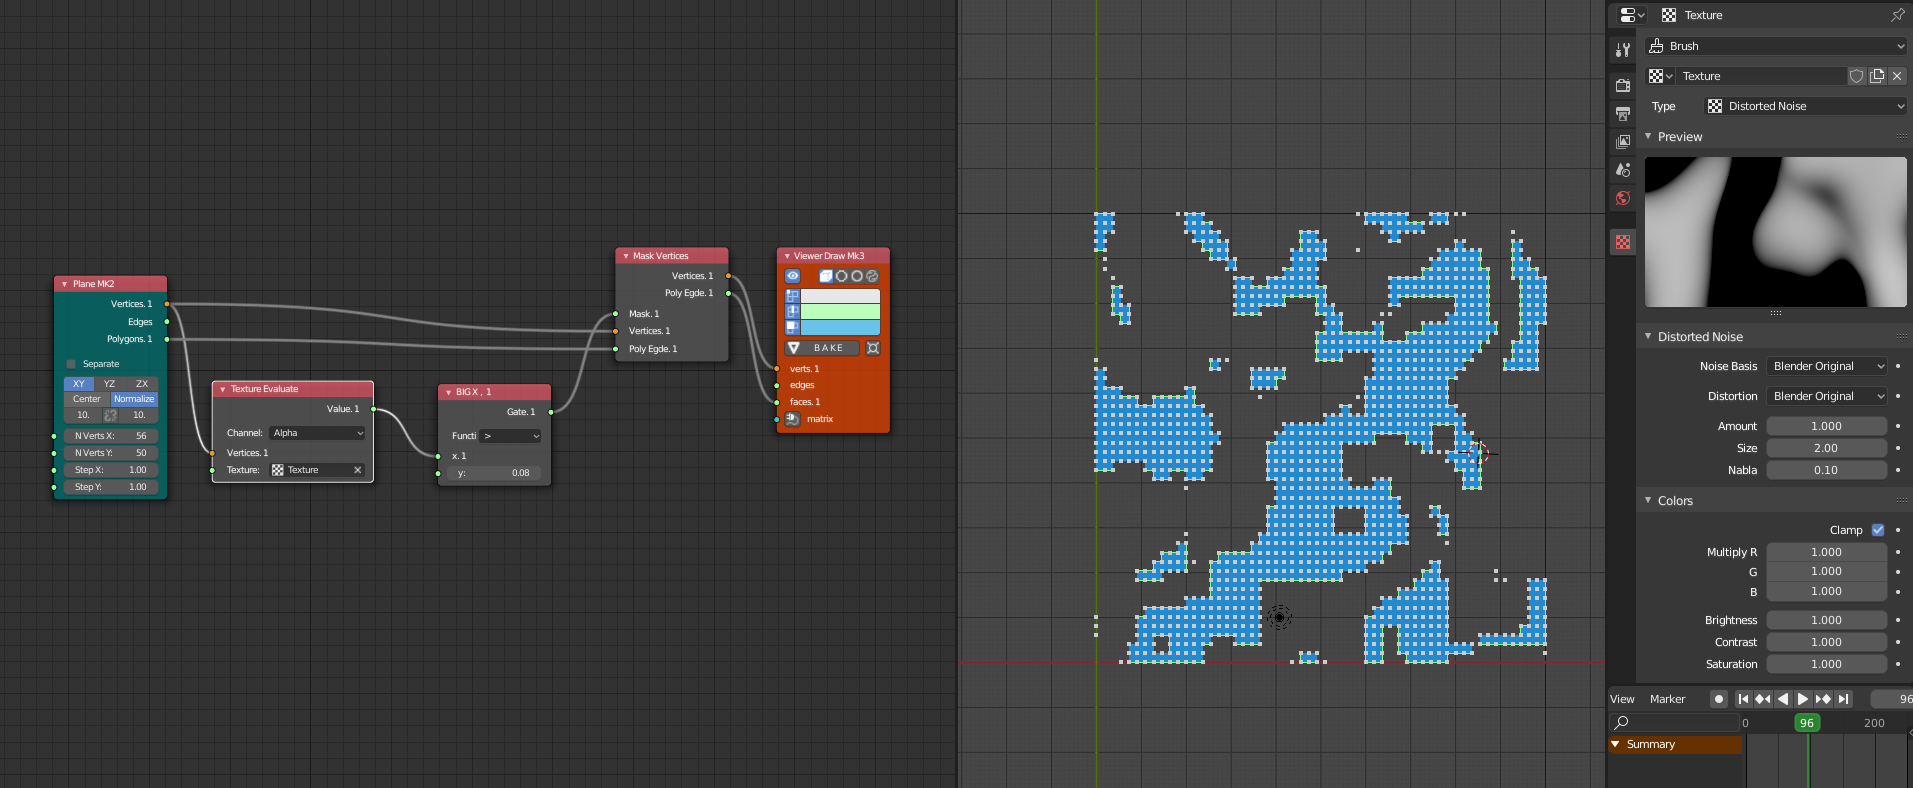 Plane MK2
Vertices. 1
Edges
Polygons. 1
Separate
XY YZ ZX
Center Normalize
10. 10.
N Verts X: 56
N Verts Y: 50
Step X: 1.00
Step Y: 1.00
Texture Evaluate
Value. 1
Channel: Alpha
Vertices. 1
Texture: Texture
BIG X , 1
Gate. 1
Functi >
x. 1
y: 0.08
Mask Vertices
Vertices. 1
Poly Egde. 1
Mask. 1
Vertices. 1
Poly Egde. 1
Viewer Draw Mk3
BAKE
verts. 1
edges
faces. 1
matrix
Texture
Brush
Texture
Type Distorted Noise
Preview
Distorted Noise
Noise Basis Blender Original
Distortion Blender Original
Amount 1.000
Size 2.00
Nabla 0.10
Colors
Clamp
Multiply R 1.000
G 1.000
B 1.000
Brightness 1.000
Contrast 1.000
Saturation 1.000
View Marker 96
0 96 200
Summary